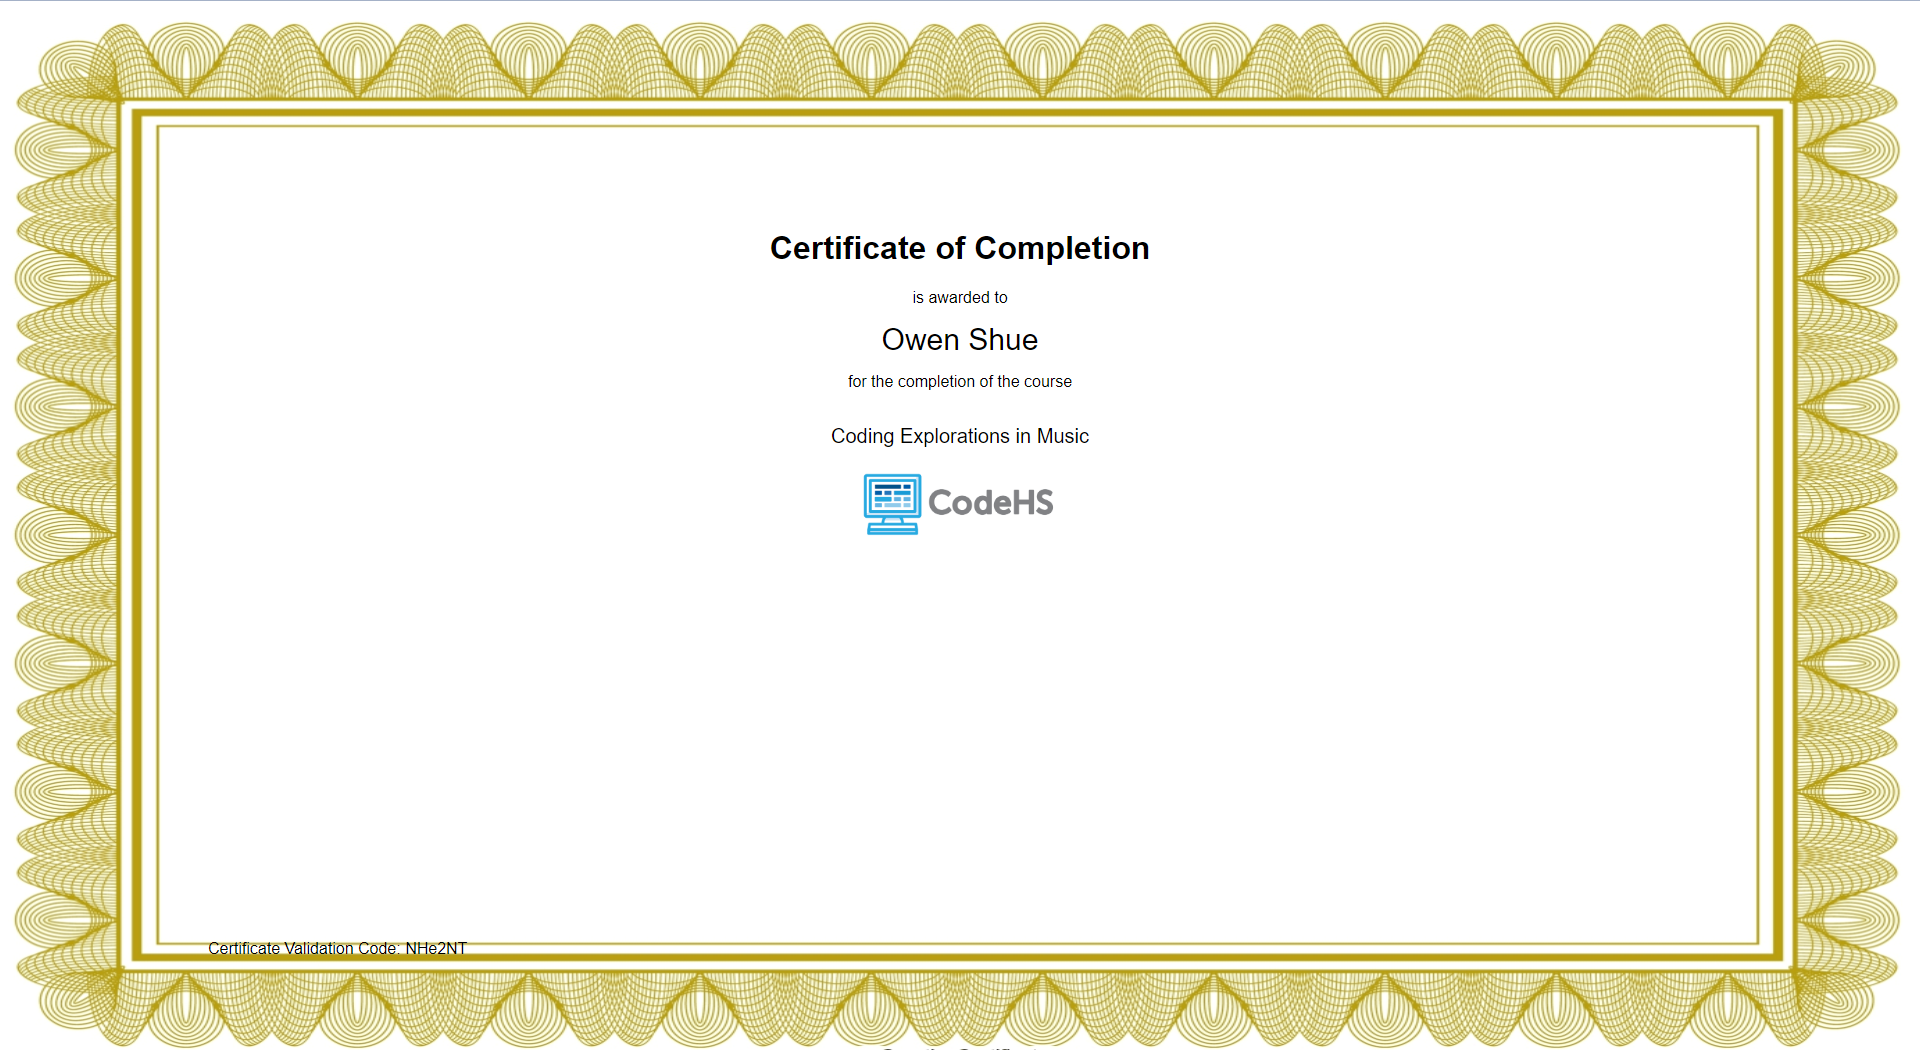 Certificate of Completion
is awarded to
Owen Shue
for the completion of the course
Coding Explorations in Music
CodeHS
Certificate Validation Code: NHe2NT